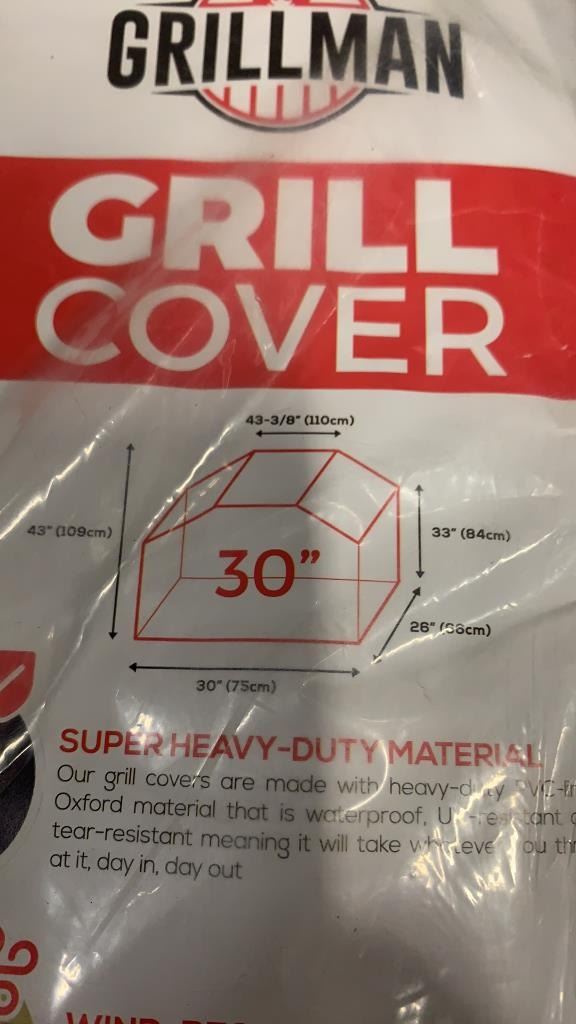 GRILLMAN
GRILL
COVER
43-3/8" (110cm)
43" (109cm)
33" (84cm)
30"
26" (66cm)
30" (75cm)
SUPER HEAVY-DUTY MATERIAL
Our grill covers are made with heavy-duty
Oxford material that is waterproof,
tear-resistant meaning it will take
at it, day in, day out